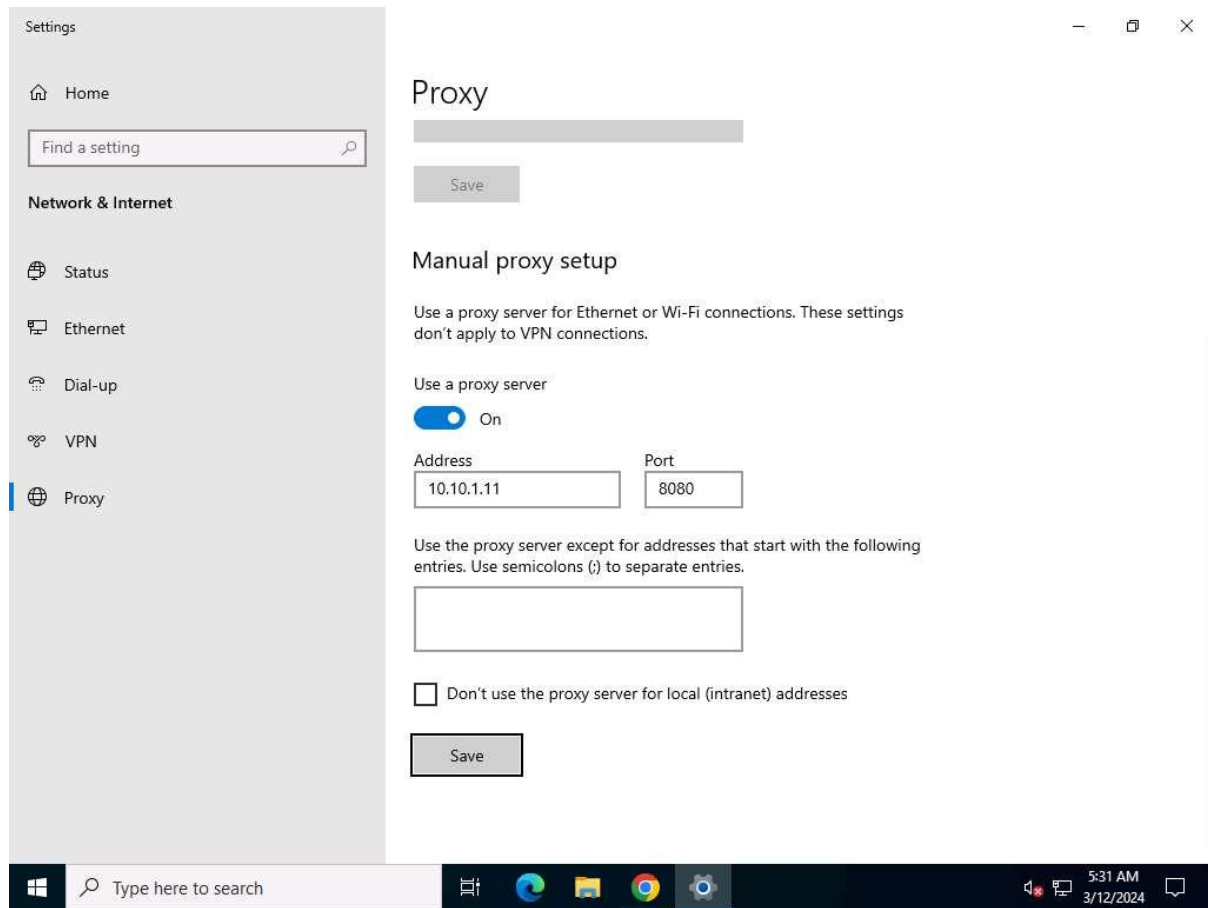 Settings
Home
Find a setting
Network & Internet
Status
Ethernet
Dial-up
VPN
Proxy
Proxy
Save
Manual proxy setup
Use a proxy server for Ethernet or Wi-Fi connections. These settings
don't apply to VPN connections.
Use a proxy server
On
Address Port
10.10.1.11 8080
Use the proxy server except for addresses that start with the following
entries. Use semicolons (;) to separate entries.
Don't use the proxy server for local (intranet) addresses
Save
Type here to search
5:31 AM
3/12/2024